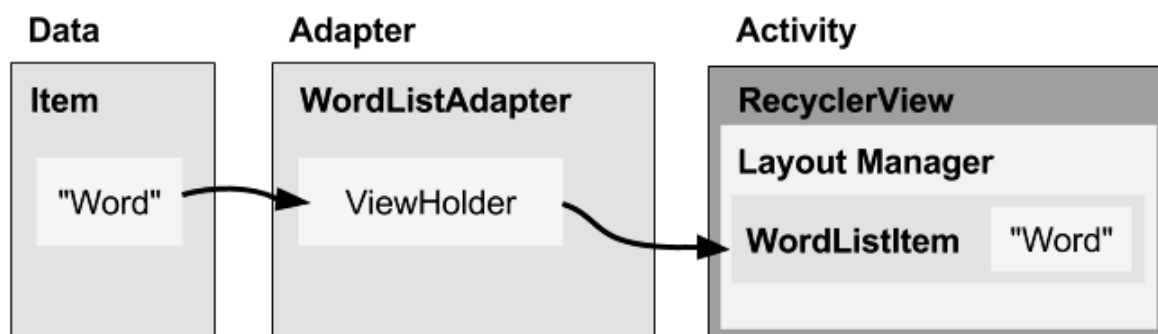 Data
Adapter
Activity
Item
WordListAdapter
RecyclerView
Layout Manager
"Word"
ViewHolder
WordListItem
"Word"